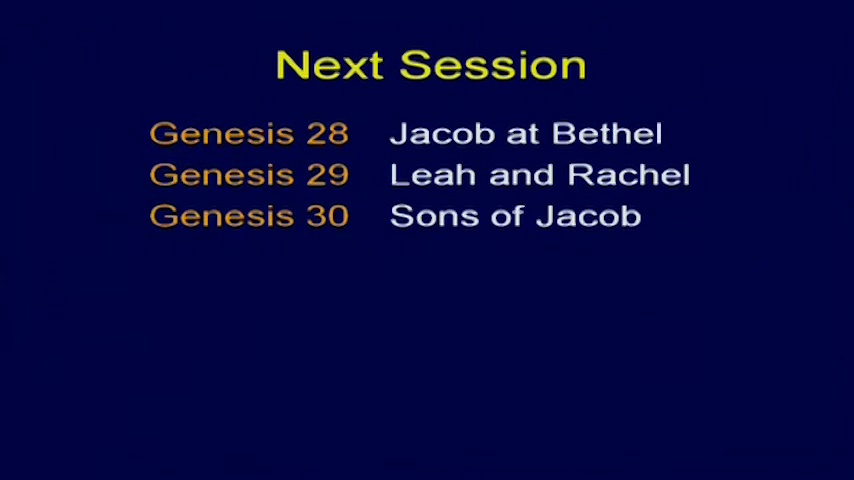 Next Session
Genesis 28 Jacob at Bethel
Genesis 29 Leah and Rachel
Genesis 30 Sons of Jacob